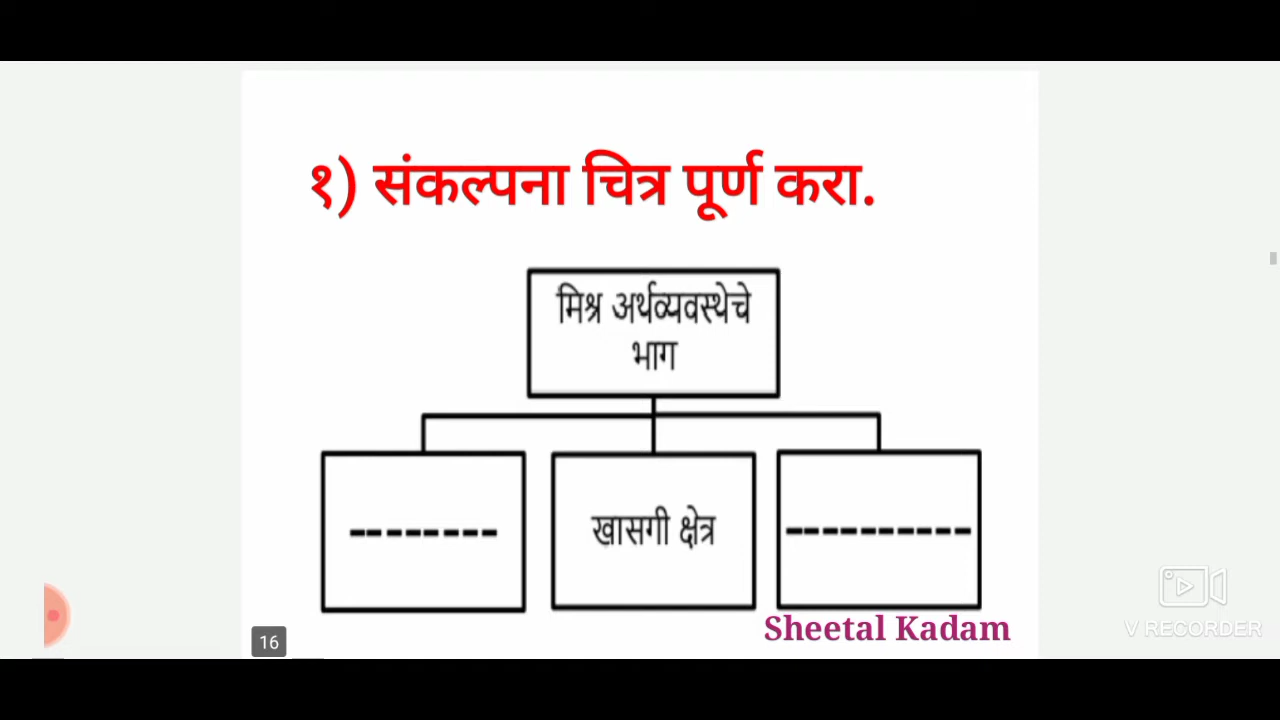 १) संकल्पना चित्र पूर्ण करा.
मिश्र अर्थव्यवस्थेचे
भाग
--------
खासगी क्षेत्र
----------
Sheetal Kadam
16
V RECORDER